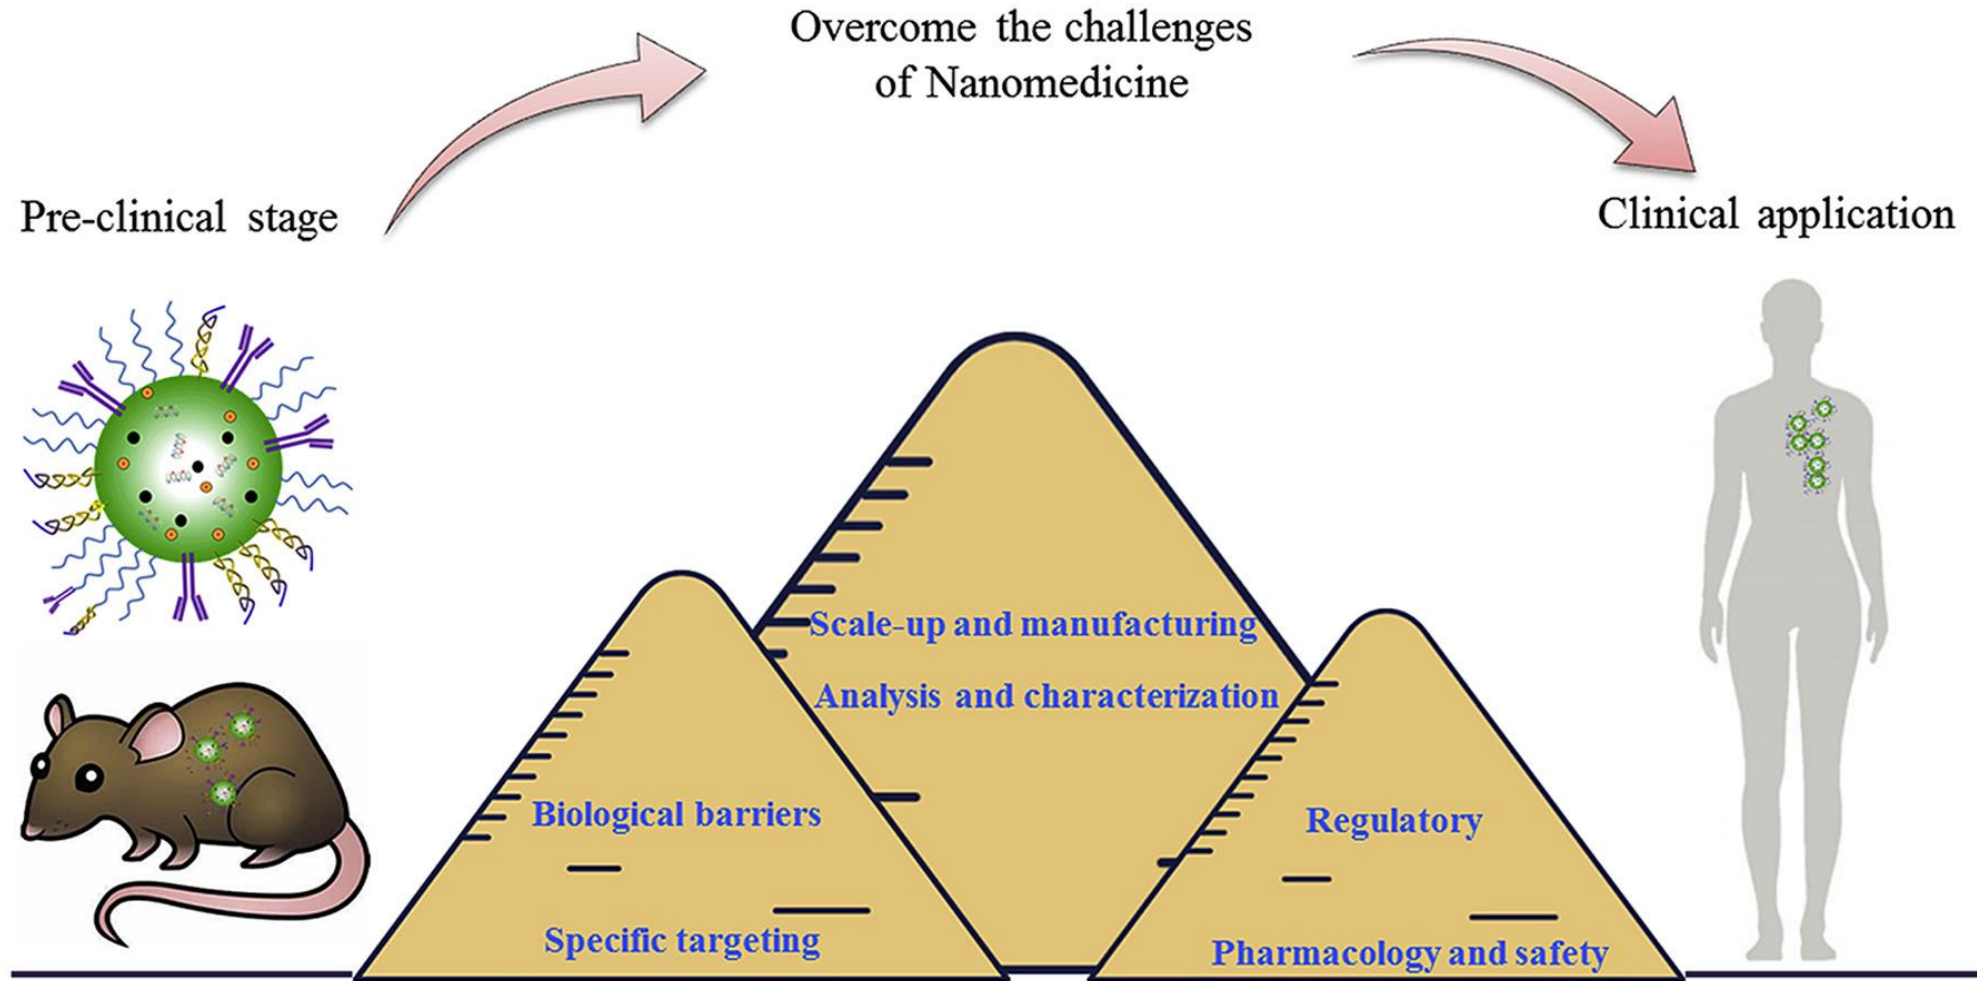 Overcome the challenges
of Nanomedicine
Pre-clinical stage
Clinical application
Scale-up and manufacturing
Analysis and characterization
Biological barriers
Regulatory
Specific targeting
Pharmacology and safety